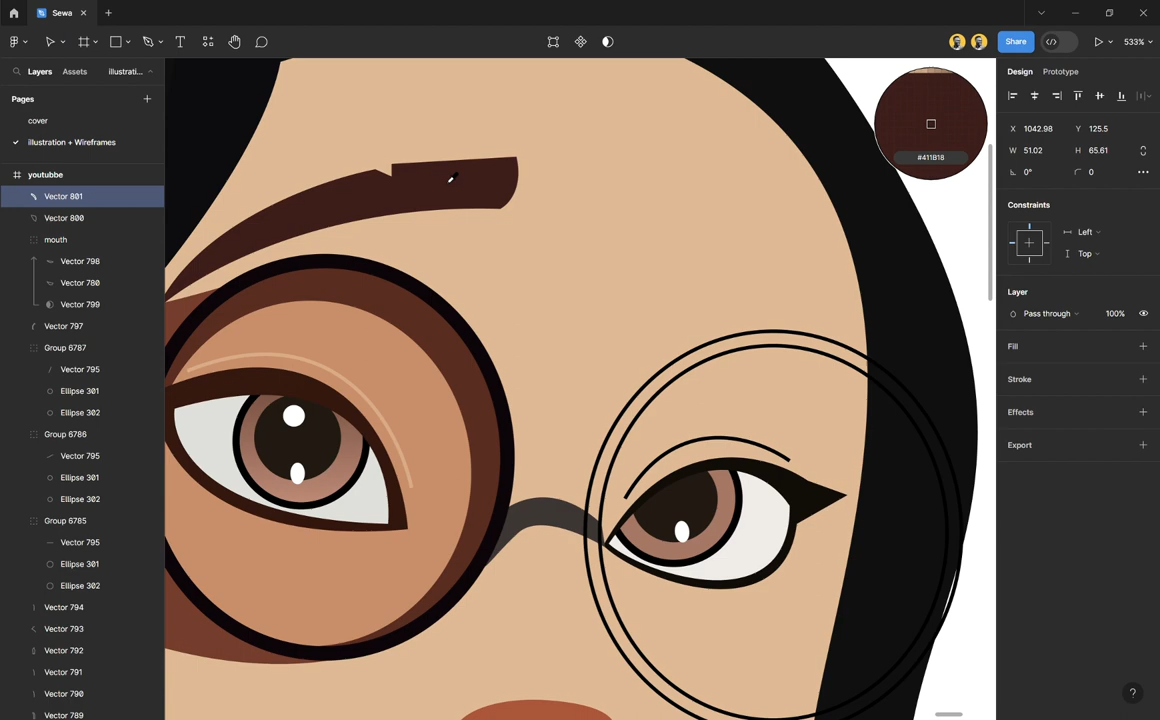 Sewa
Share
533%
Layers
Assets
illustrati...
Pages
cover
illustration + Wireframes
youtubbe
Vector 801
Vector 800
mouth
Vector 798
Vector 780
Vector 799
Vector 797
Group 6787
Vector 795
Ellipse 301
Ellipse 302
Group 6786
Vector 795
Ellipse 301
Ellipse 302
Group 6785
Vector 795
Ellipse 301
Ellipse 302
Vector 794
Vector 793
Vector 792
Vector 791
Vector 790
Vector 789
#411B18
Design
Prototype
X 1042.98 Y 125.5
W 51.02 H 65.61
0° 0
Constraints
Left
Top
Layer
Pass through 100%
Fill
Stroke
Effects
Export
?